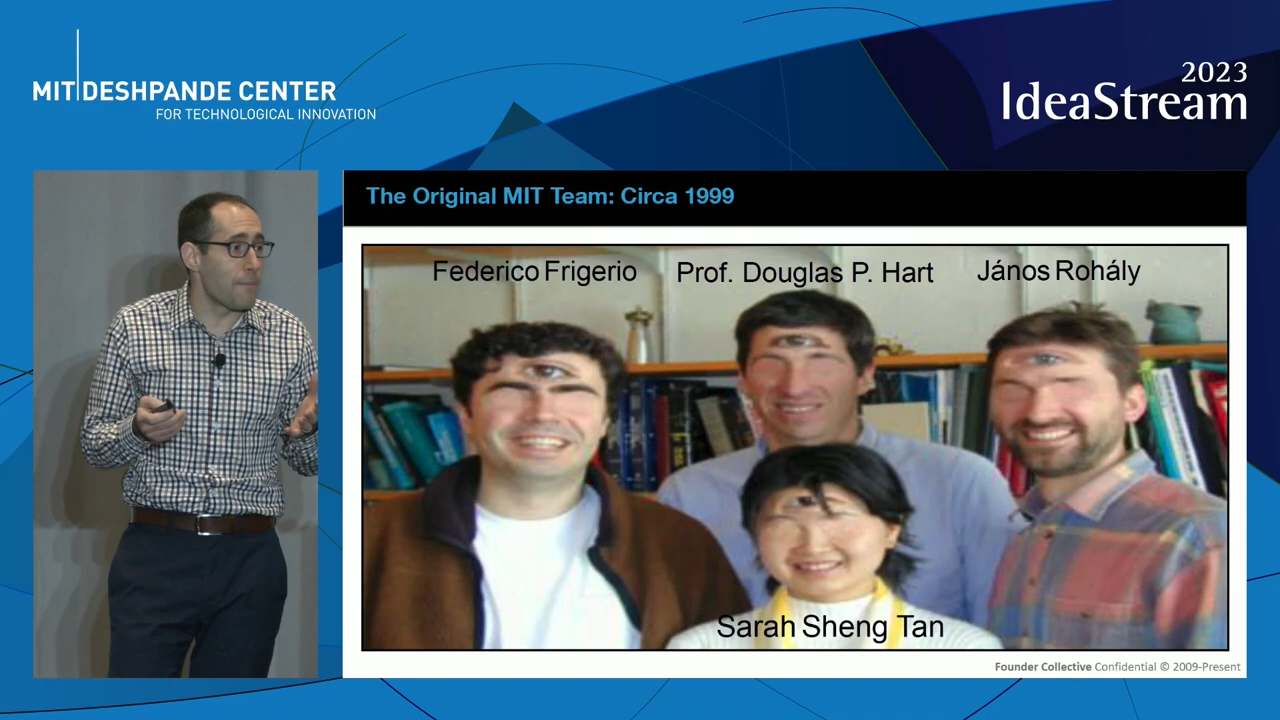 MIT DESHPANDE CENTER
FOR TECHNOLOGICAL INNOVATION
2023
IdeaStream
The Original MIT Team: Circa 1999
Federico Frigerio
Prof. Douglas P. Hart
János Rohály
Sarah Sheng Tan
Founder Collective Confidential © 2009-Present